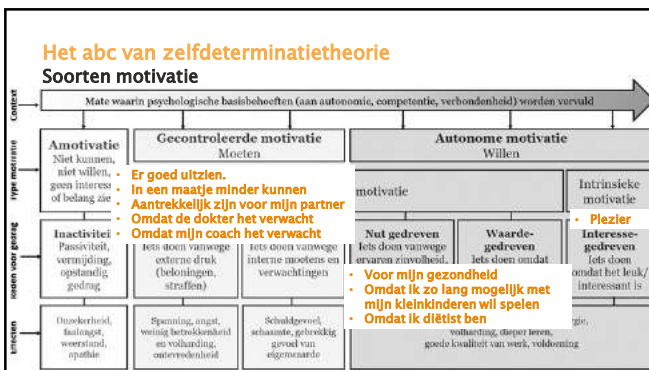 Het abc van zelfdeterminatietheorie
Soorten motivatie
Context
Mate waarin psychologische basisbehoeften (aan autonomie, competentie, verbondenheid) worden vervuld
Type motivatie
Amotivatie
Niet kunnen,
niet willen,
geen interess
of belang zie
Gecontroleerde motivatie
Moeten
Autonome motivatie
Willen
motivatie
Intrinsieke
motivatie
• Er goed uitzien.
• In een maatje minder kunnen
• Aantrekkelijk zijn voor mijn partner
• Omdat de dokter het verwacht
• Omdat mijn coach het verwacht
• Plezier
voor gedrag
Inactiviteit
Passiviteit,
vermijding,
opstandig
gedrag
Iets doen vanwege
externe druk
(beloningen,
straffen)
Iets doen vanwege
interne moetens en
verwachtingen
Nut gedreven
Iets doen vanwege
ervaren zinvolheid,
Waarde-
gedreven
Iets doen omdat
Interesse-
gedreven
Iets doen
omdat het leuk/
interessant is
• Voor mijn gezondheid
• Omdat ik zo lang mogelijk met
mijn kleinkinderen wil spelen
• Omdat ik diëtist ben
Effecten
Onzekerheid,
faalangst,
weerstand,
apathie
Spanning, angst,
weinig betrokkenheid
en volharding,
ontevredenheid
Schuldgevoel,
schaamte, gebrekkig
gevoel van
eigenwaarde
rgie,
volharding, dieper leren,
goede kwaliteit van werk, voldoening